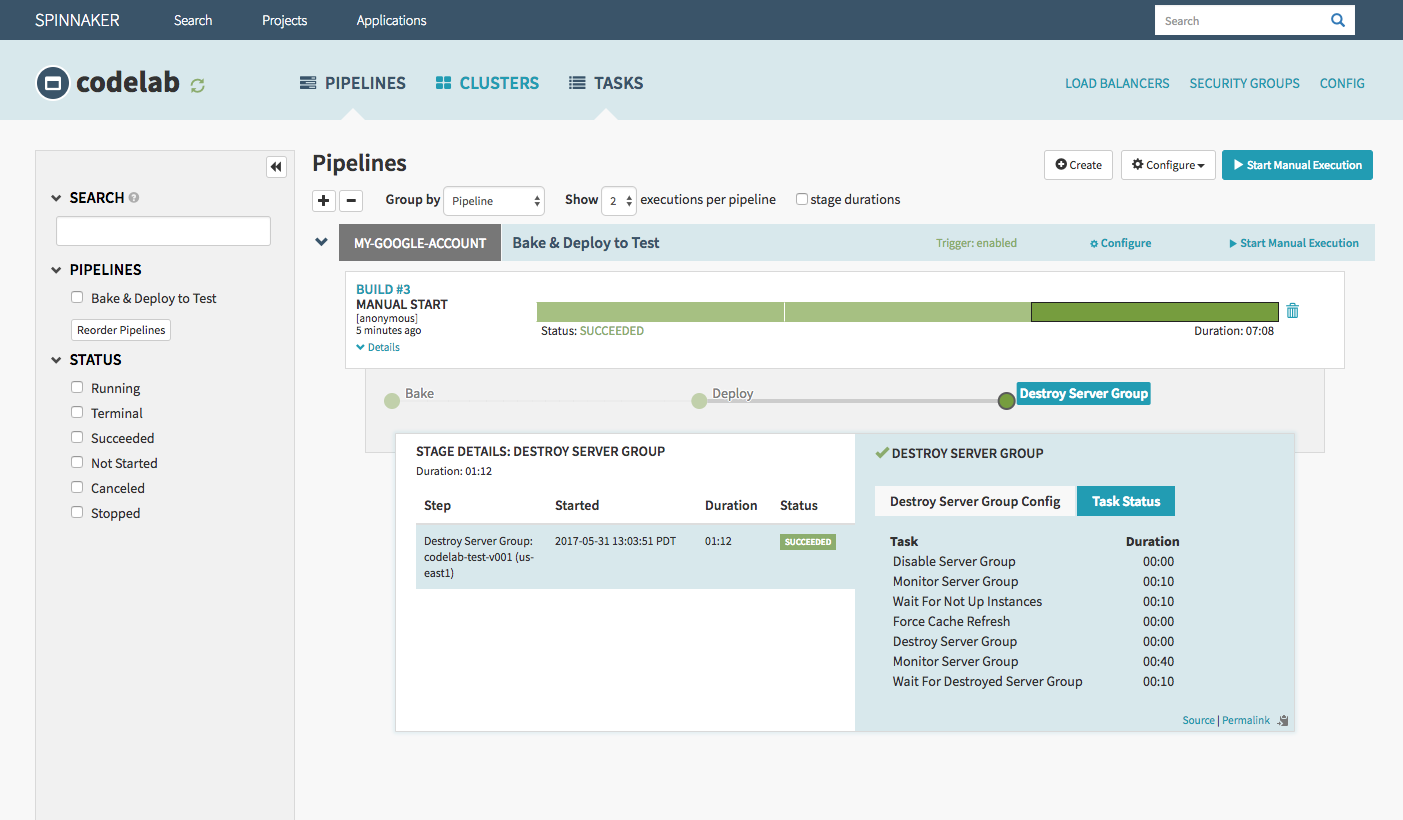 SPINNAKER Search Projects Applications Search
codelab PIPELINES CLUSTERS TASKS LOAD BALANCERS SECURITY GROUPS CONFIG
SEARCH
PIPELINES
Bake & Deploy to Test
Reorder Pipelines
STATUS
Running
Terminal
Succeeded
Not Started
Canceled
Stopped
Pipelines Create Configure Start Manual Execution
Group by Pipeline Show 2 executions per pipeline stage durations
MY-GOOGLE-ACCOUNT Bake & Deploy to Test Trigger: enabled Configure Start Manual Execution
BUILD #3
MANUAL START
[anonymous]
5 minutes ago
Details
Status: SUCCEEDED Duration: 07:08
Bake Deploy Destroy Server Group
STAGE DETAILS: DESTROY SERVER GROUP
Duration: 01:12
Step Started Duration Status
Destroy Server Group: 2017-05-31 13:03:51 PDT 01:12 SUCCEEDED
codelab-test-v001 (us-
east1)
DESTROY SERVER GROUP
Destroy Server Group Config Task Status
Task Duration
Disable Server Group 00:00
Monitor Server Group 00:10
Wait For Not Up Instances 00:10
Force Cache Refresh 00:00
Destroy Server Group 00:00
Monitor Server Group 00:40
Wait For Destroyed Server Group 00:10
Source | Permalink